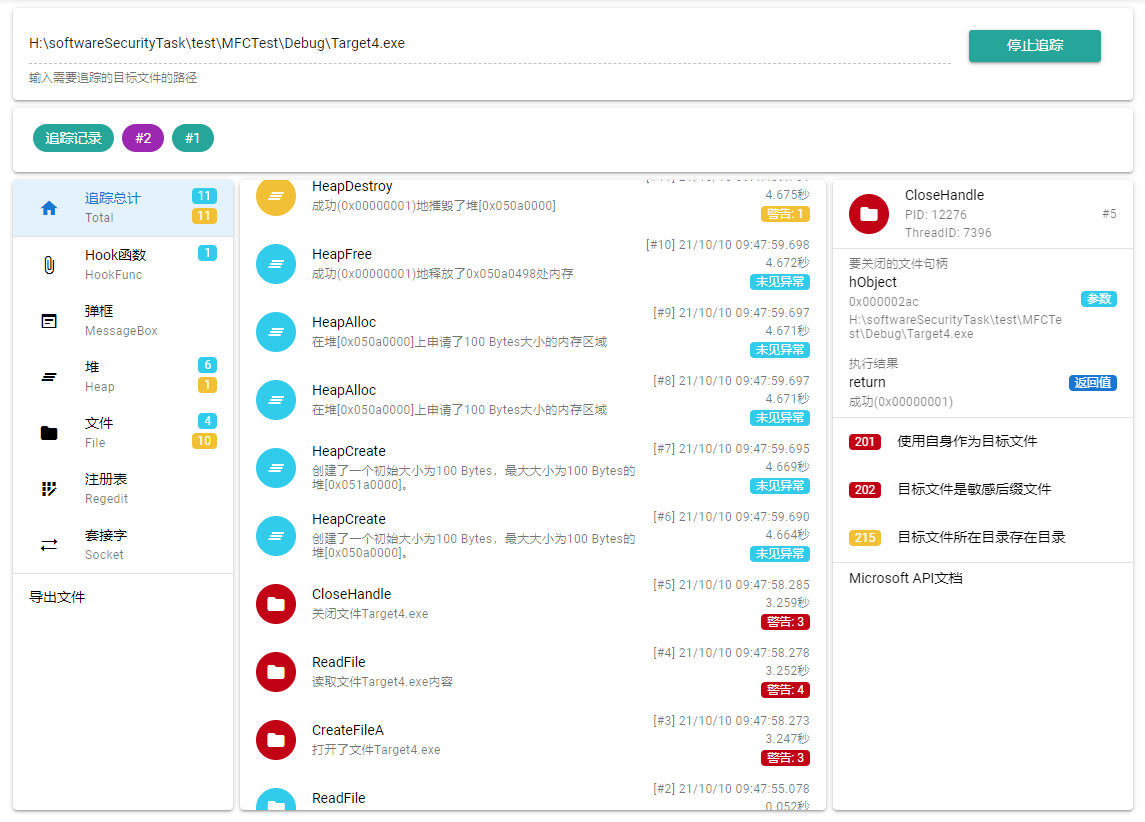 H:\softwareSecurityTask\test\MFCTest\Debug\Target4.exe
停止追踪
输入需要追踪的目标文件的路径
追踪记录
#2
#1
追踪总计
11
Total
11
Hook函数
1
HookFunc
弹框
MessageBox
堆
6
Heap
1
文件
4
File
10
注册表
Regedit
套接字
Socket
导出文件
HeapDestroy
4.675秒
成功(0x00000001)地摧毁了堆[0x050a0000]
警告: 1
[#10] 21/10/10 09:47:59.698
HeapFree
4.672秒
成功(0x00000001)地释放了0x050a0498处内存
未见异常
[#9] 21/10/10 09:47:59.697
HeapAlloc
4.671秒
在堆[0x050a0000]上申请了100 Bytes大小的内存区域
未见异常
[#8] 21/10/10 09:47:59.697
HeapAlloc
4.671秒
在堆[0x050a0000]上申请了100 Bytes大小的内存区域
未见异常
[#7] 21/10/10 09:47:59.695
HeapCreate
4.669秒
创建了一个初始大小为100 Bytes，最大大小为100 Bytes的
堆[0x051a0000]。
未见异常
[#6] 21/10/10 09:47:59.690
HeapCreate
4.664秒
创建了一个初始大小为100 Bytes，最大大小为100 Bytes的
堆[0x050a0000]。
未见异常
[#5] 21/10/10 09:47:58.285
CloseHandle
3.259秒
关闭文件Target4.exe
警告: 3
[#4] 21/10/10 09:47:58.278
ReadFile
3.252秒
读取文件Target4.exe内容
警告: 4
[#3] 21/10/10 09:47:58.273
CreateFileA
3.247秒
打开了文件Target4.exe
警告: 3
[#2] 21/10/10 09:47:55.078
ReadFile
0.052秒
CloseHandle
PID: 12276
#5
ThreadID: 7396
要关闭的文件句柄
hObject
0x000002ac
参数
H:\softwareSecurityTask\test\MFCTe
st\Debug\Target4.exe
执行结果
return
返回值
成功(0x00000001)
201 使用自身作为目标文件
202 目标文件是敏感后缀文件
215 目标文件所在目录存在目录
Microsoft API文档